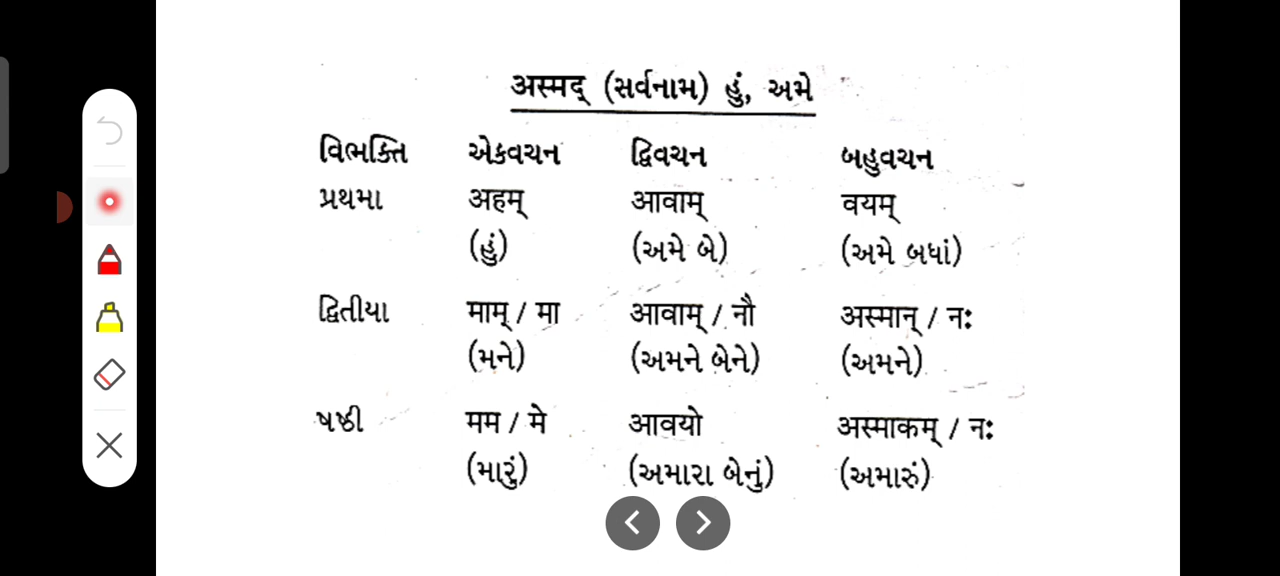 अस्मद् (સર્વનામ) હું, અમે
વિભક્તિ એકવચન દ્વિવચન બહુવચન
પ્રથમા अहम् आवाम् वयम्
(હું) (અમે બે) (અમે બધાં)
દ્વિતીયા माम् / मा आवाम् / नौ अस्मान् / नः
(મને) (અમને બેને) (અમને)
ષષ્ઠી मम / मे आवयो अस्माकम् / नः
(મારું) (અમારા બેનું) (અમારું)